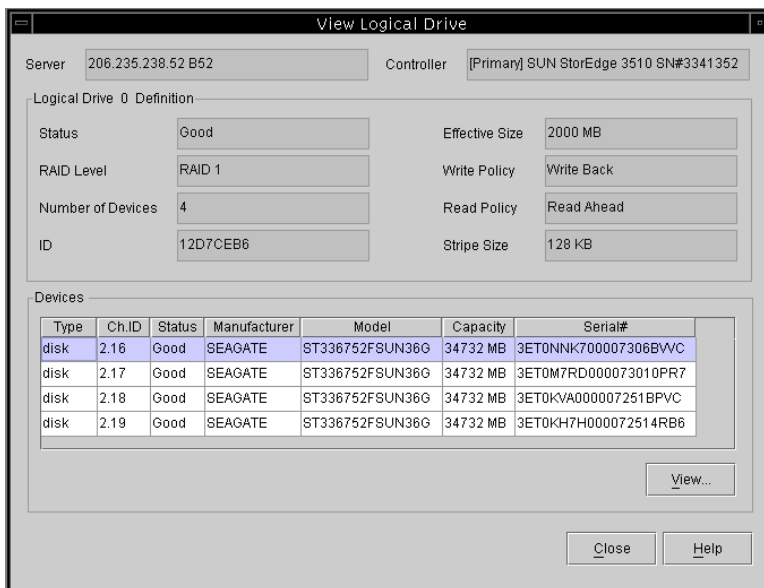 View Logical Drive
Server 206.235.238.52 B52 Controller [Primary] SUN StorEdge 3510 SN#3341352
Logical Drive 0 Definition
Status Good Effective Size 2000 MB
RAID Level RAID 1 Write Policy Write Back
Number of Devices 4 Read Policy Read Ahead
ID 12D7CEB6 Stripe Size 128 KB
Devices
Type Ch.ID Status Manufacturer Model Capacity Serial#
disk 2.16 Good SEAGATE ST336752FSUN36G 34732 MB 3ET0NNK700007306BVVC
disk 2.17 Good SEAGATE ST336752FSUN36G 34732 MB 3ET0M7RD000073010PR7
disk 2.18 Good SEAGATE ST336752FSUN36G 34732 MB 3ET0KVA000007251BPVC
disk 2.19 Good SEAGATE ST336752FSUN36G 34732 MB 3ET0KH7H000072514RB6
View...
Close Help